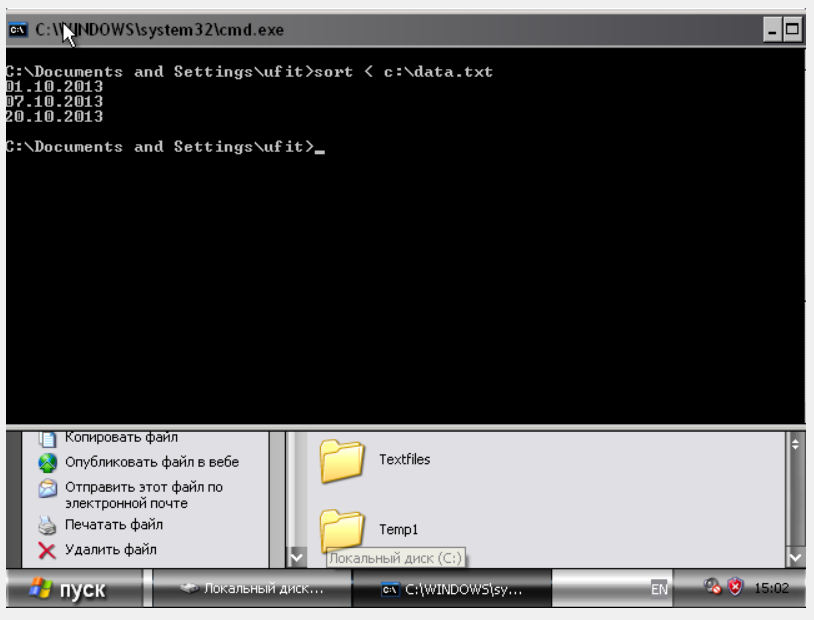 C:\WINDOWS\system32\cmd.exe
C:\Documents and Settings\ufit>sort < c:\data.txt
01.10.2013
07.10.2013
20.10.2013
C:\Documents and Settings\ufit>_
Копировать файл
Опубликовать файл в вебе
Отправить этот файл по
электронной почте
Печатать файл
Удалить файл
Textfiles
Temp1
Локальный диск (C:)
пуск
Локальный диск...
C:\WINDOWS\sy...
EN
15:02